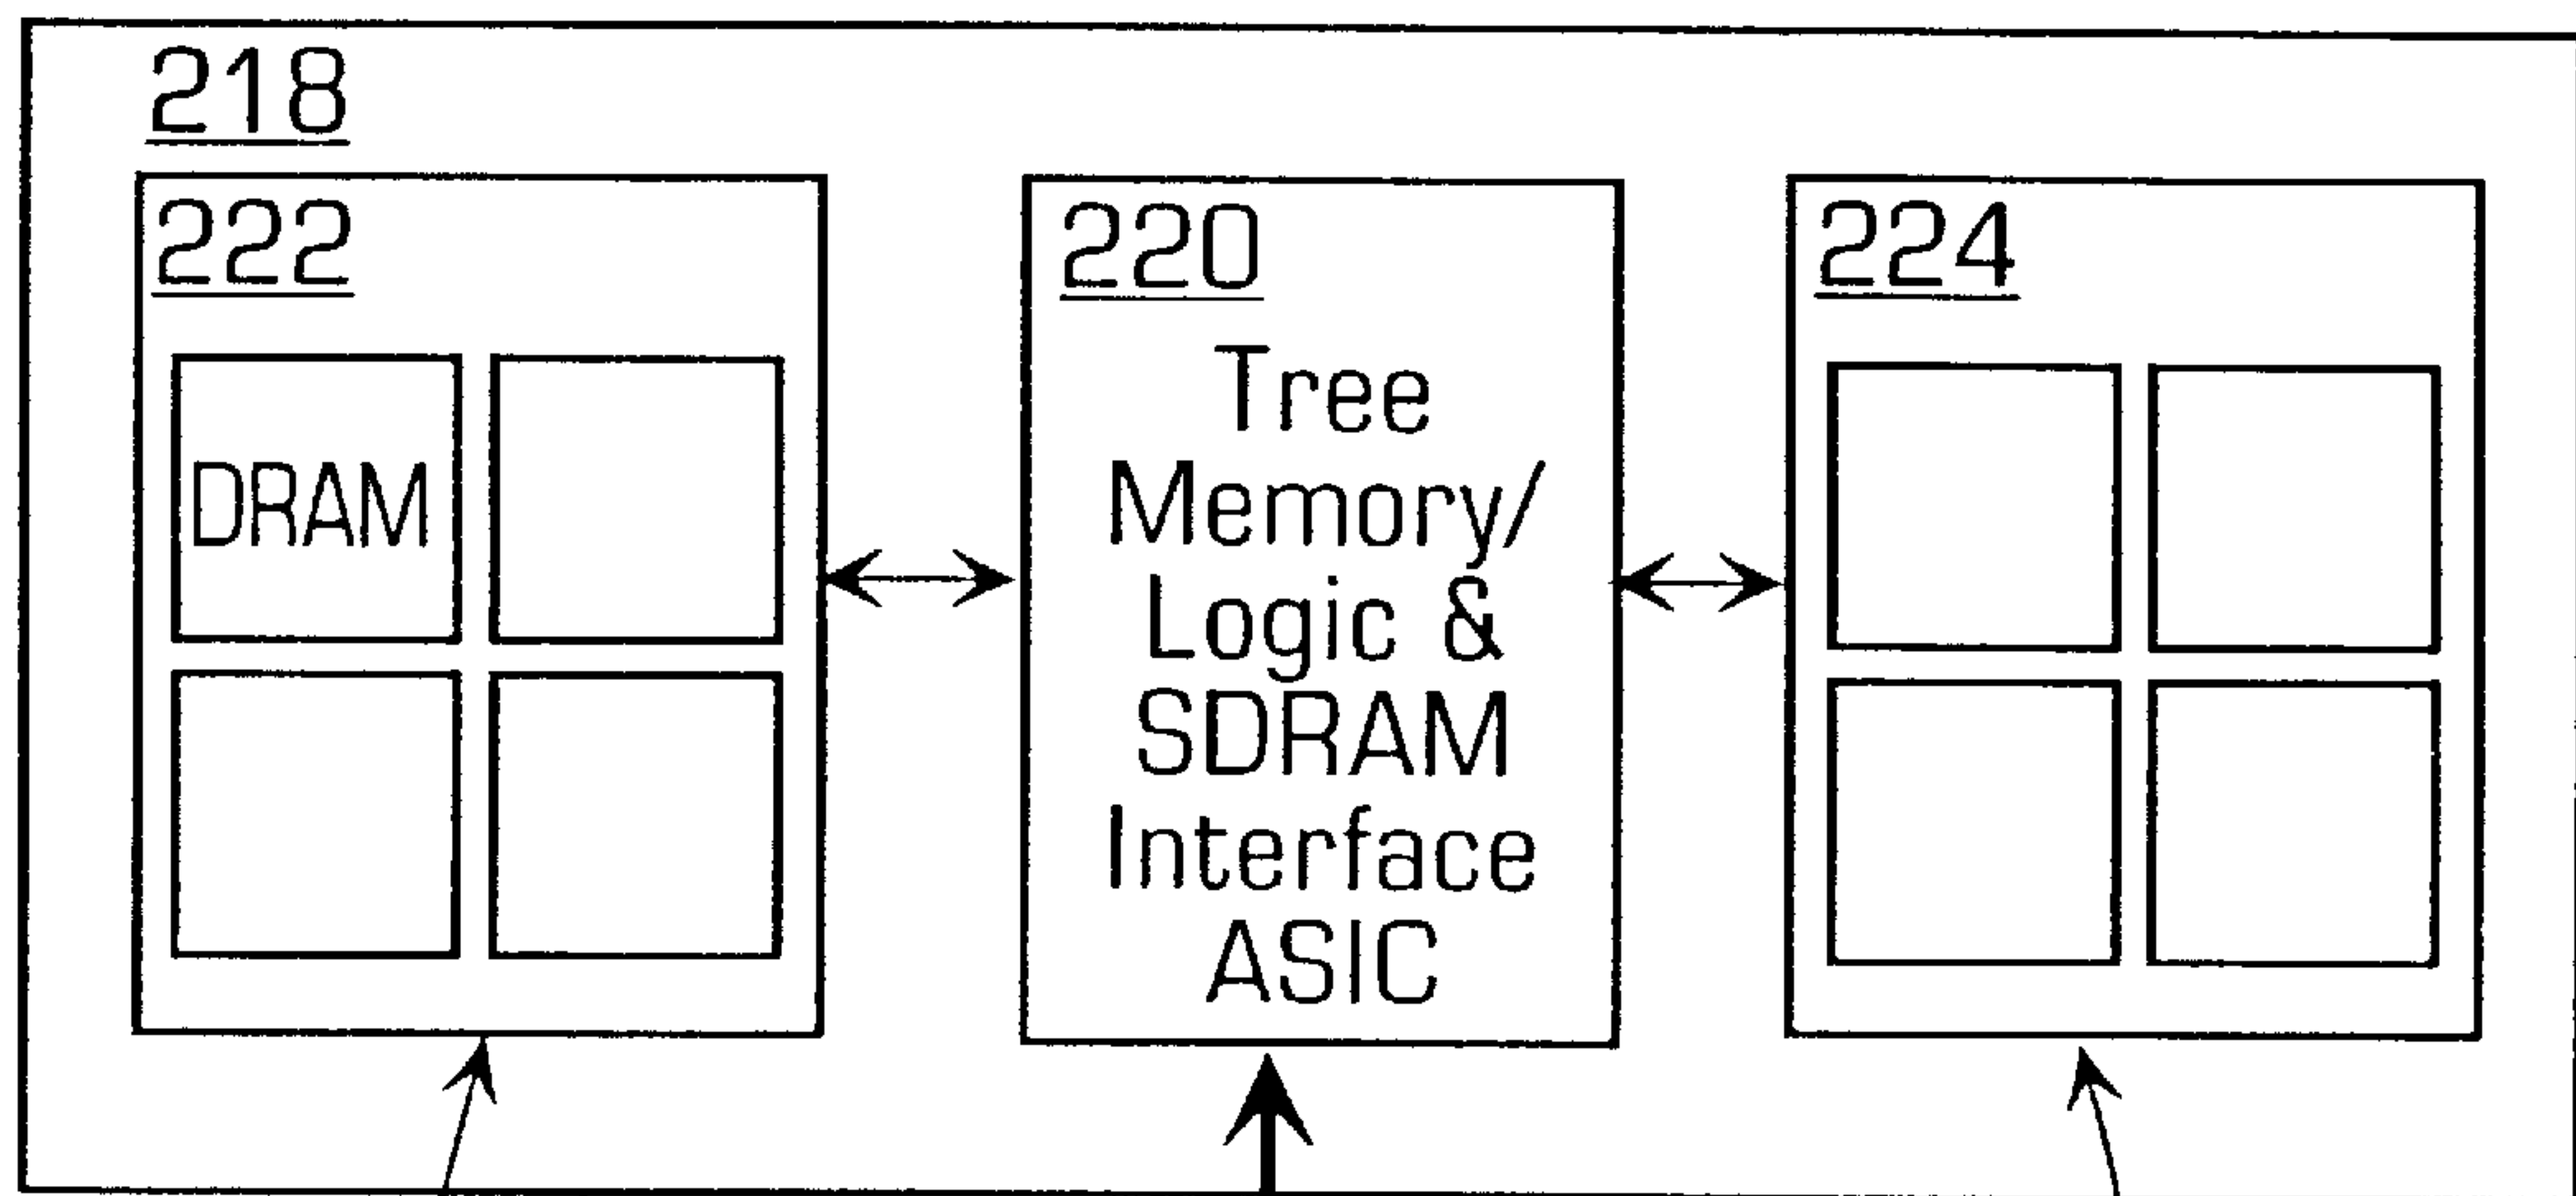 218
222
DRAM
220
Tree
Memory/
Logic &
SDRAM
Interface
ASIC
224